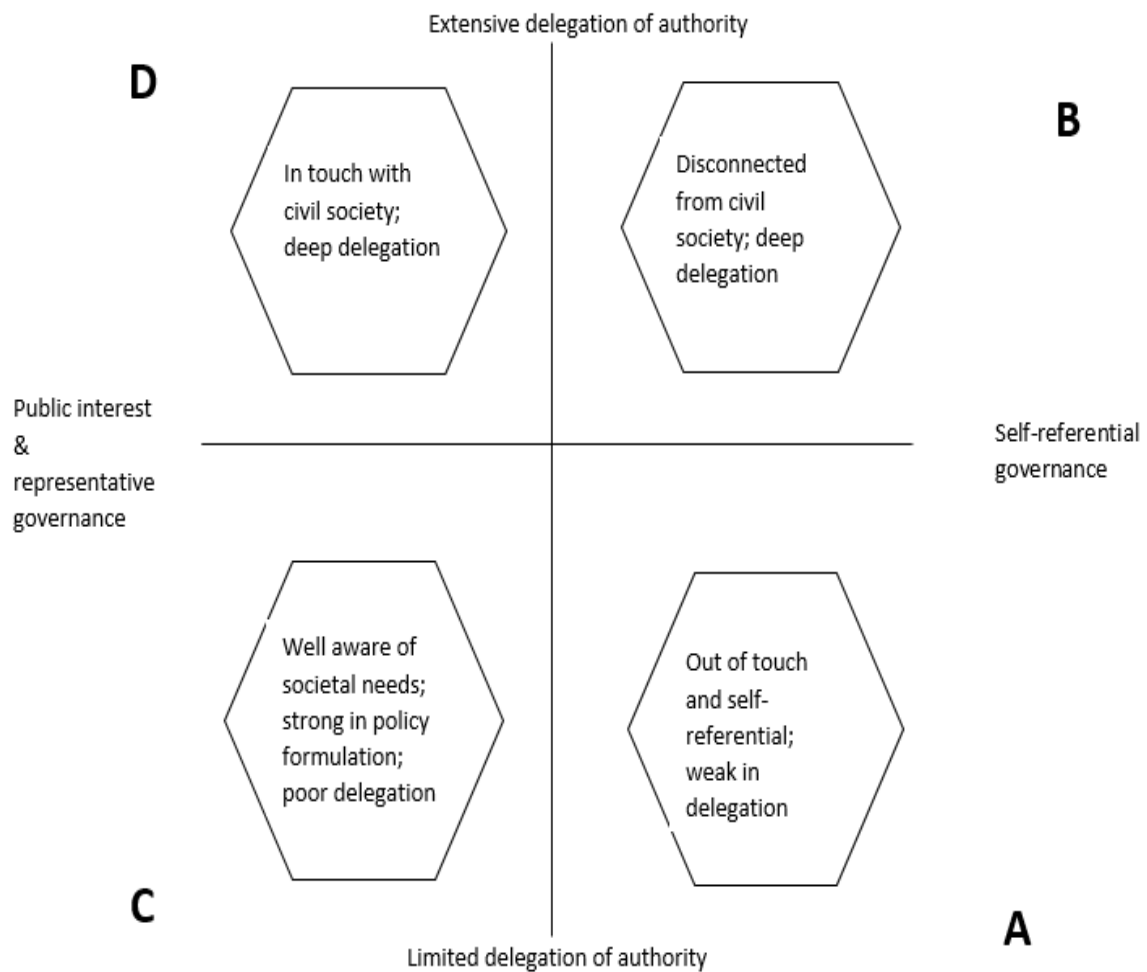 Extensive delegation of authority
D
B
In touch with
civil society;
deep delegation
Disconnected
from civil
society; deep
delegation
Public interest
&
representative
governance
Self-referential
governance
Well aware of
societal needs;
strong in policy
formulation;
poor delegation
Out of touch
and self-
referential;
weak in
delegation
C
A
Limited delegation of authority